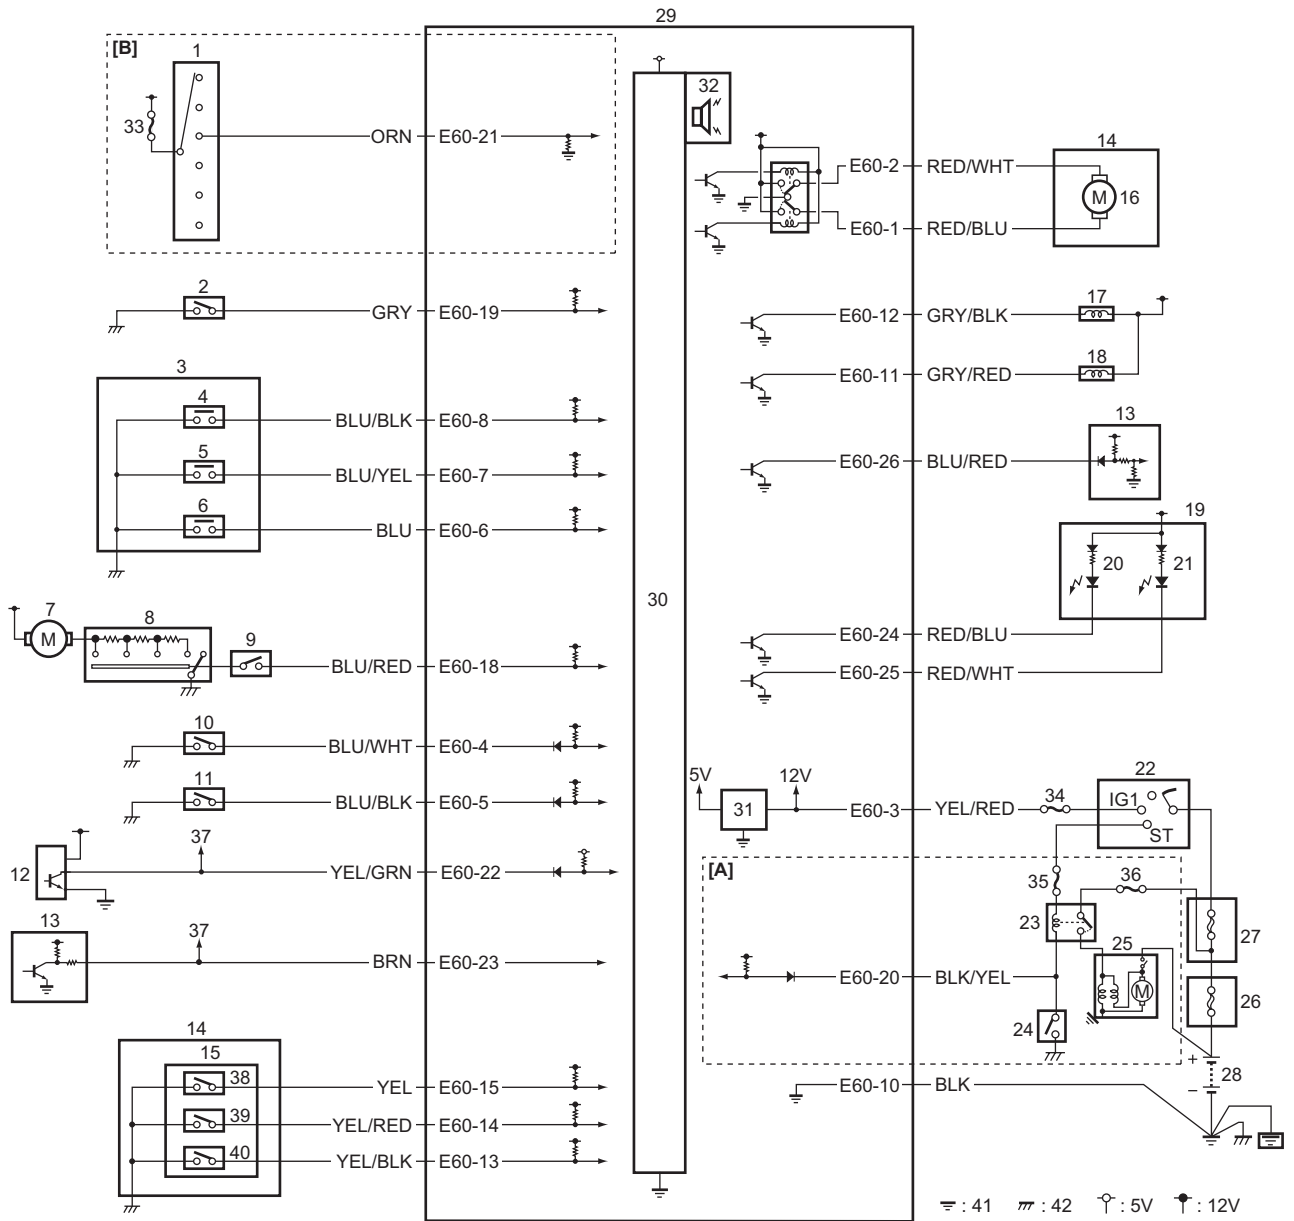 29
[B]
1
33
ORN
E60-21
32
E60-2
RED/WHT
14
M
16
E60-1
RED/BLU
2
GRY
E60-19
E60-12
GRY/BLK
17
E60-11
GRY/RED
18
3
4
BLU/BLK
E60-8
5
BLU/YEL
E60-7
6
BLU
E60-6
13
E60-26
BLU/RED
19
20
21
30
7
M
8
9
BLU/RED
E60-18
E60-24
RED/BLU
E60-25
RED/WHT
10
BLU/WHT
E60-4
11
BLU/BLK
E60-5
5V
12V
31
E60-3
YEL/RED
34
22
IG1
ST
12
37
YEL/GRN
E60-22
[A]
35
36
23
27
13
37
BRN
E60-23
E60-20
BLK/YEL
25
M
24
26
14
15
38
YEL
E60-15
39
YEL/RED
E60-14
40
YEL/BLK
E60-13
E60-10
BLK
+
28
–
: 41
: 42
: 5V
: 12V